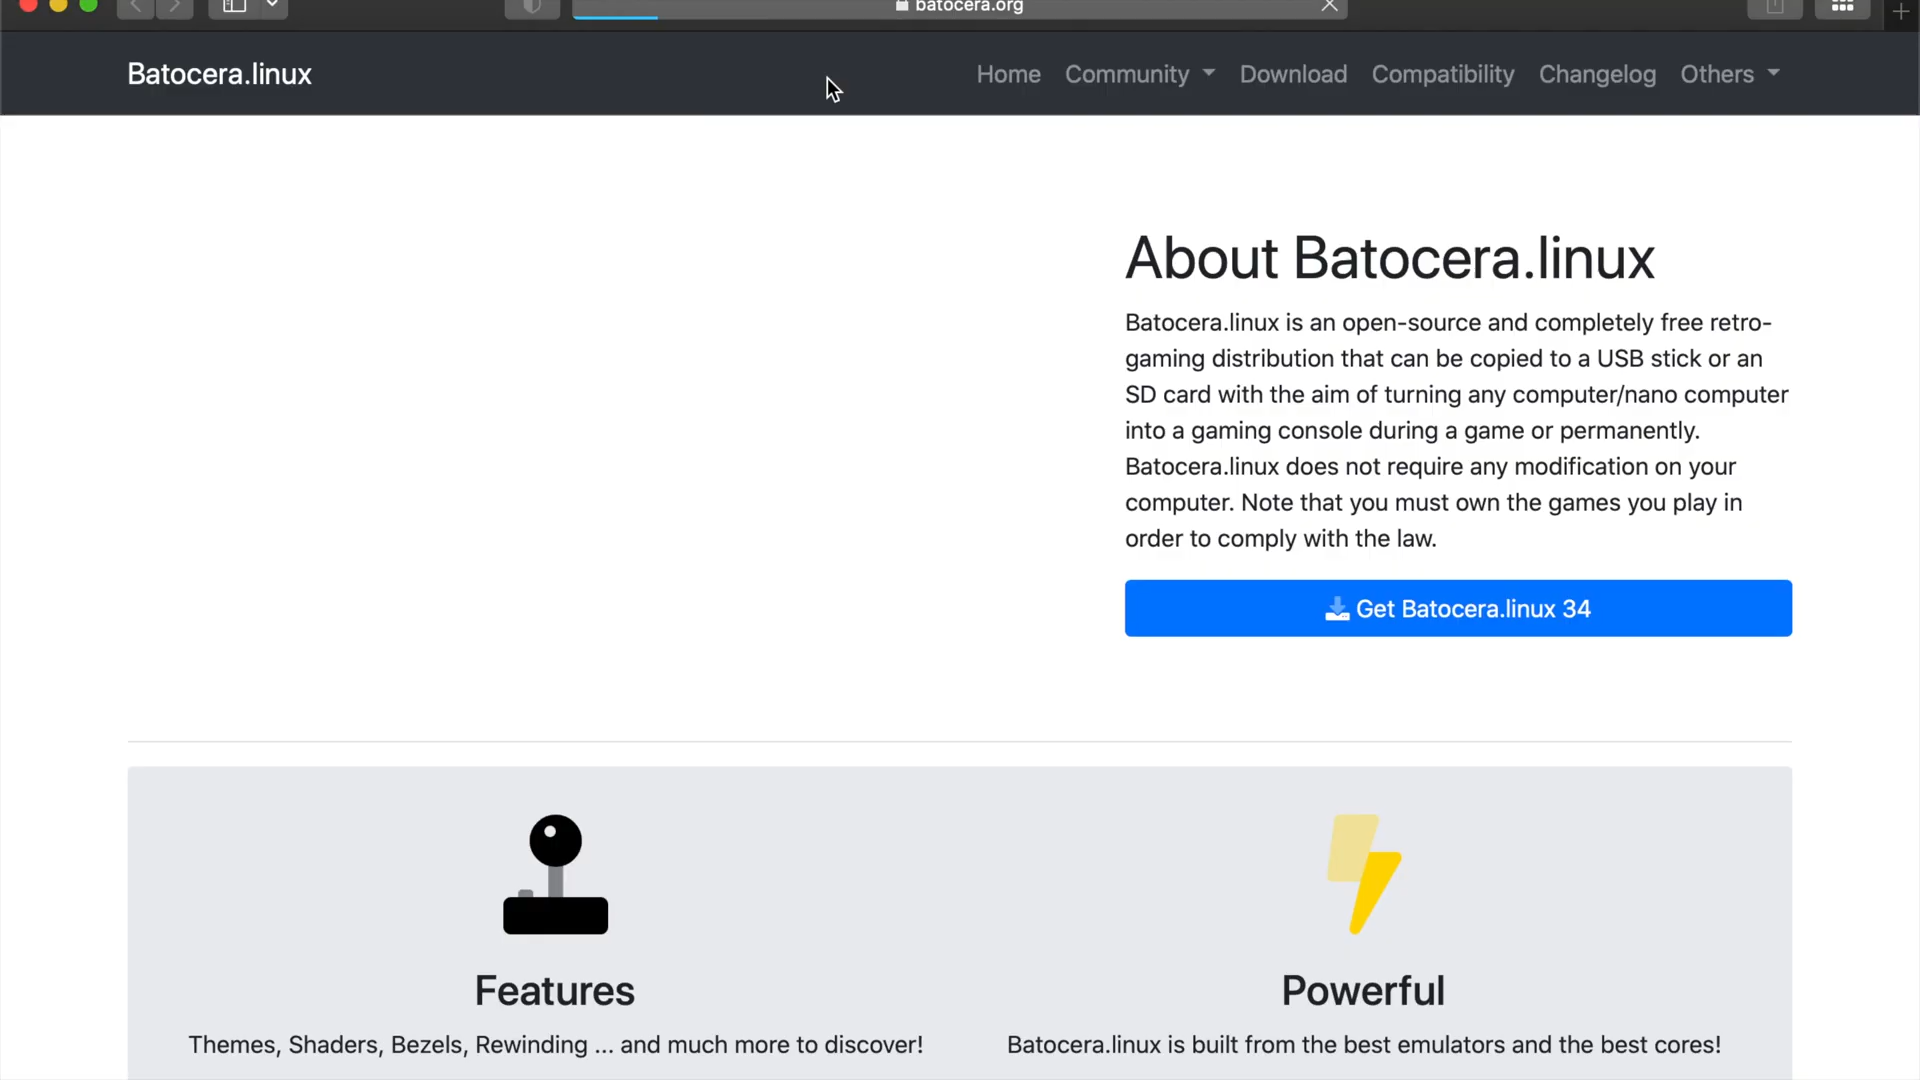 batocera.org
Batocera.linux
Home Community Download Compatibility Changelog Others
About Batocera.linux
Batocera.linux is an open-source and completely free retro-
gaming distribution that can be copied to a USB stick or an
SD card with the aim of turning any computer/nano computer
into a gaming console during a game or permanently.
Batocera.linux does not require any modification on your
computer. Note that you must own the games you play in
order to comply with the law.
Get Batocera.linux 34
Features
Themes, Shaders, Bezels, Rewinding ... and much more to discover!
Powerful
Batocera.linux is built from the best emulators and the best cores!